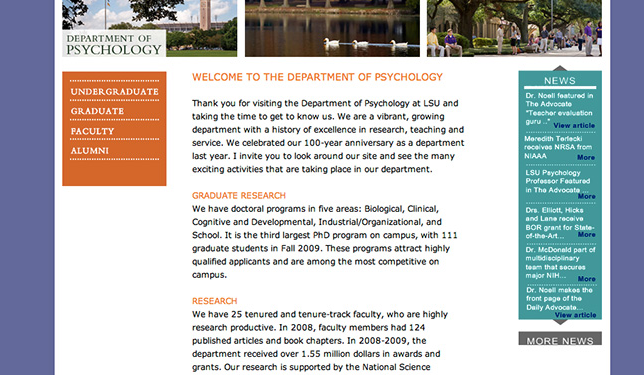 DEPARTMENT OF
PSYCHOLOGY
UNDERGRADUATE
GRADUATE
FACULTY
ALUMNI
WELCOME TO THE DEPARTMENT OF PSYCHOLOGY
Thank you for visiting the Department of Psychology at LSU and
taking the time to get to know us. We are a vibrant, growing
department with a history of excellence in research, teaching and
service. We celebrated our 100-year anniversary as a department
last year. I invite you to look around our site and see the many
exciting activities that are taking place in our department.
GRADUATE RESEARCH
We have doctoral programs in five areas: Biological, Clinical,
Cognitive and Developmental, Industrial/Organizational, and
School. It is the third largest PhD program on campus, with 111
graduate students in Fall 2009. These programs attract highly
qualified applicants and are among the most competitive on
campus.
RESEARCH
We have 25 tenured and tenure-track faculty, who are highly
research productive. In 2008, faculty members had 124
published articles and book chapters. In 2008-2009, the
department received over 1.55 million dollars in awards and
grants. Our research is supported by the National Science
NEWS
Dr. Noell featured in
The Advocate
"Teacher evaluation
guru ..."
View article
Meredith Terlecki
receives NRSA from
NIAAA
More
LSU Psychology
Professor Featured
in The Advocate...
More
Drs. Elliott, Hicks
and Lane receive
BOR grant for State-
of-the-Art...
More
Dr. McDonald part of
multidisciplinary
team that secures
major NIH...
More
Dr. Noell makes the
front page of the
Daily Advocate...
View article
MORE NEWS